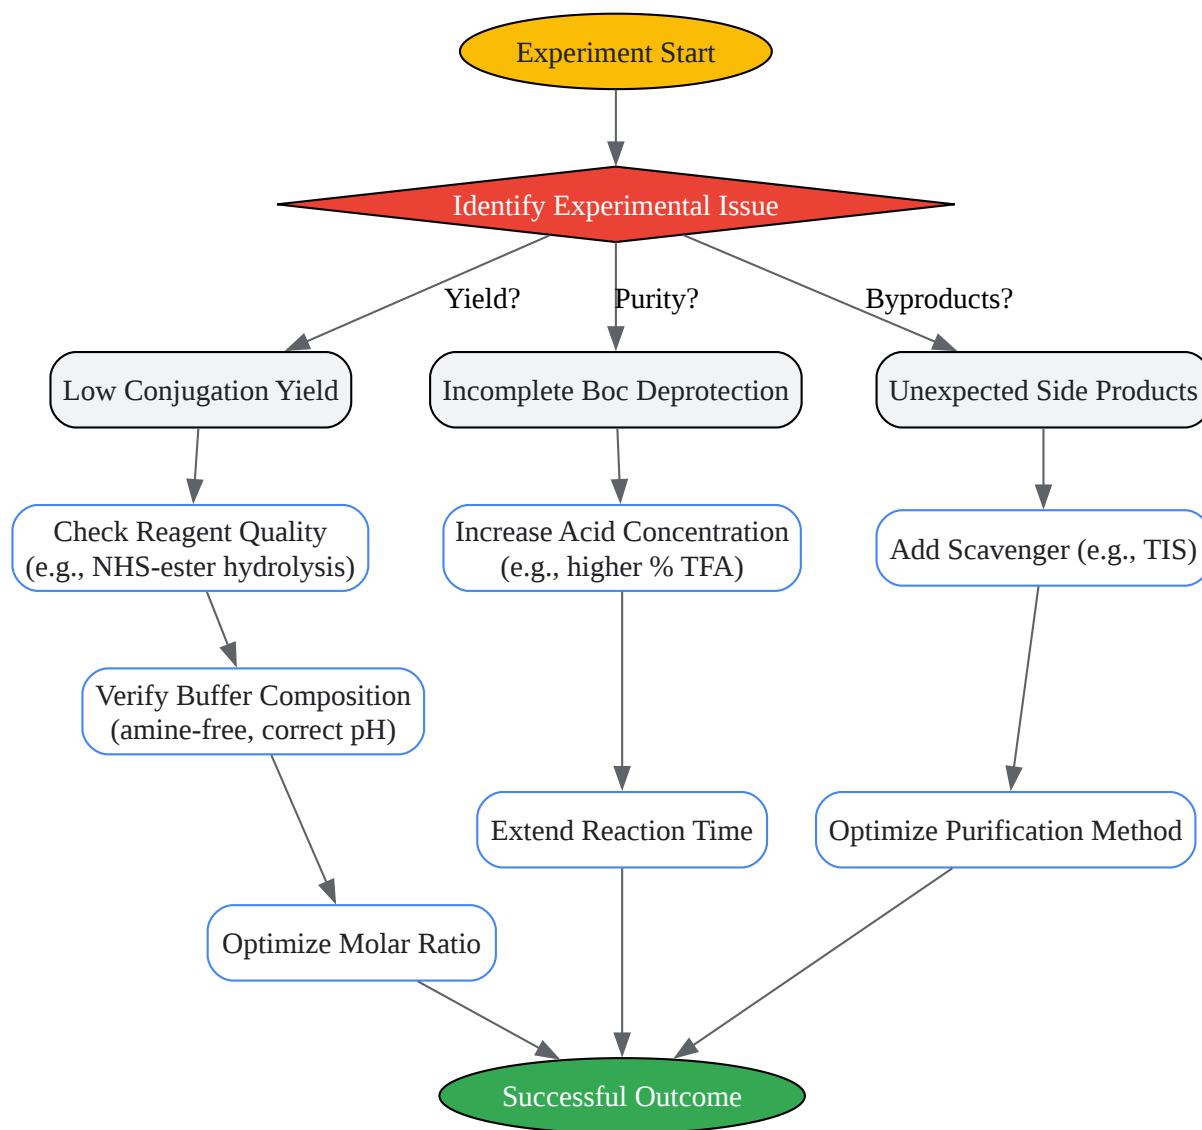 Experiment Start
Identify Experimental Issue
Yield?
Purity?
Byproducts?
Low Conjugation Yield
Incomplete Boc Deprotection
Unexpected Side Products
Check Reagent Quality
(e.g., NHS-ester hydrolysis)
Increase Acid Concentration
(e.g., higher % TFA)
Add Scavenger (e.g., TIS)
Verify Buffer Composition
(amine-free, correct pH)
Extend Reaction Time
Optimize Purification Method
Optimize Molar Ratio
Successful Outcome